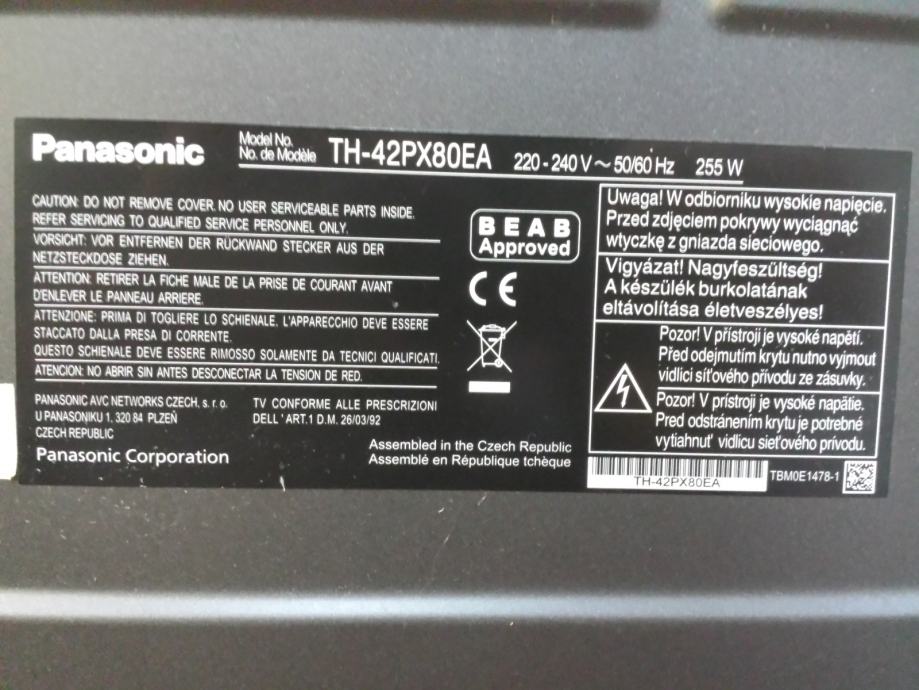 Panasonic
Model No.
No. de Modèle
TH-42PX80EA
220 - 240 V ~ 50/60 Hz
255 W
CAUTION: DO NOT REMOVE COVER. NO USER SERVICEABLE PARTS INSIDE.
REFER SERVICING TO QUALIFIED SERVICE PERSONNEL ONLY.
VORSICHT: VOR ENTFERNEN DER RÜCKWAND STECKER AUS DER
NETZSTECKDOSE ZIEHEN.
ATTENTION: RETIRER LA FICHE MALE DE LA PRISE DE COURANT AVANT
D'ENLEVER LE PANNEAU ARRIERE.
ATTENZIONE: PRIMA DI TOGLIERE LO SCHIENALE, L'APPARECCHIO DEVE ESSERE
STACCATO DALLA PRESA DI CORRENTE.
QUESTO SCHIENALE DEVE ESSERE RIMOSSO SOLAMENTE DA TECNICI QUALIFICATI.
ATENCION: NO ABRIR SIN ANTES DESCONECTAR LA TENSION DE RED.
PANASONIC AVC NETWORKS CZECH, s. r. o.
U PANASONIKU 1, 320 84 PLZEŇ
CZECH REPUBLIC
Panasonic Corporation
TV CONFORME ALLE PRESCRIZIONI
DELL 'ART.1 D.M. 26/03/92
Assembled in the Czech Republic
Assemblé en République tchèque
BEAB
Approved
CE
Uwaga! W odbiorniku wysokie napięcie.
Przed zdjęciem pokrywy wyciągnąć
wtyczkę z gniazda sieciowego.
Vigyázat! Nagyfeszültség!
A készülék burkolatának
eltávolítása életveszélyes!
Pozor! V přístroji je vysoké napětí.
Před odejmutím krytu nutno vyjmout
vidlici síťového přívodu ze zásuvky.
Pozor! V prístroji je vysoké napätie.
Pred odstránením krytu je potrebné
vytiahnuť vidlicu sieťového prívodu.
TH-42PX80EA
TBM0E1478-1